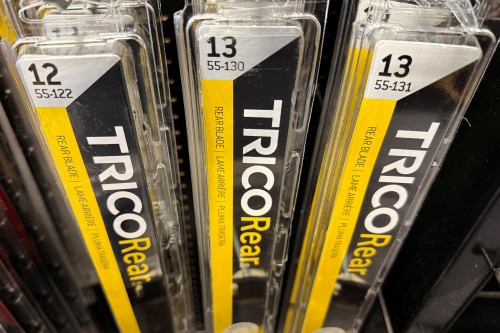 12
55-122
REAR BLADE | LAME ARRIÈRE | PLUMA TRASERA
TRICO Rear.
13
55-130
REAR BLADE | LAME ARRIÈRE | PLUMA TRASERA
TRICO Rear.
13
55-131
REAR BLADE | LAME ARRIÈRE | PLUMA TRASERA
TRICO Rear.